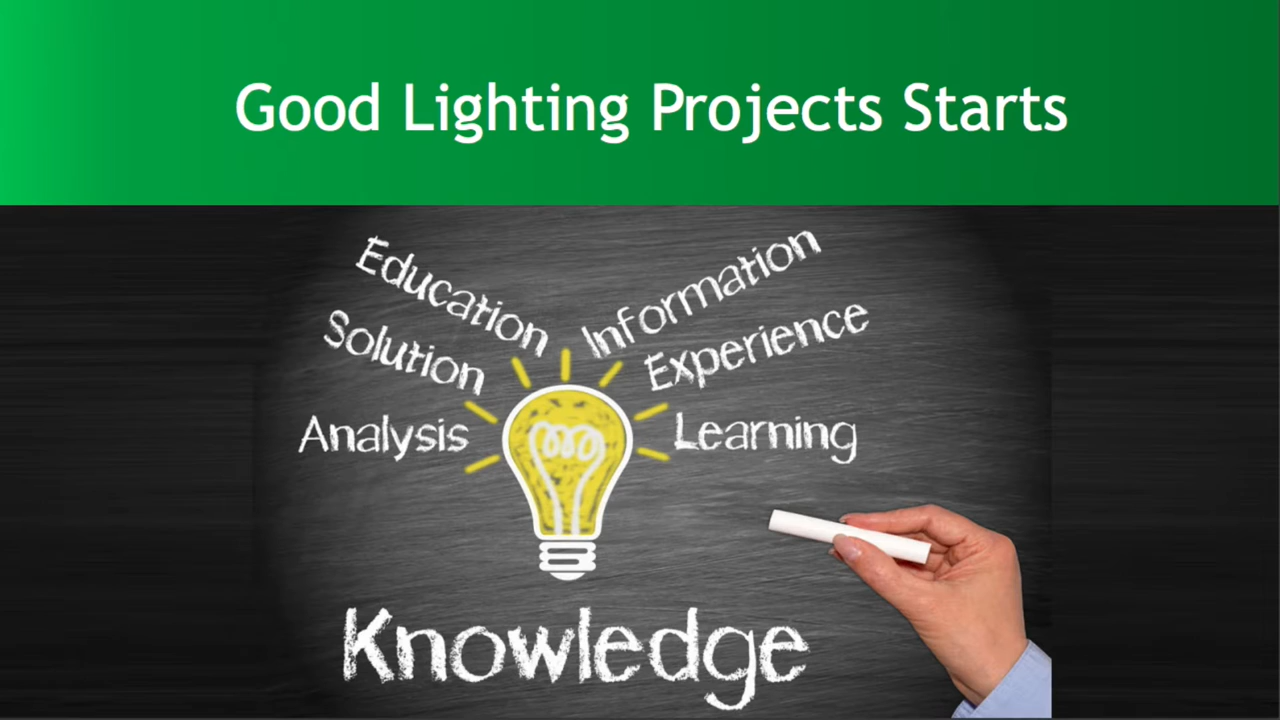 Good Lighting Projects Starts
Education
Information
Solution
Experience
Analysis
Learning
Knowledge